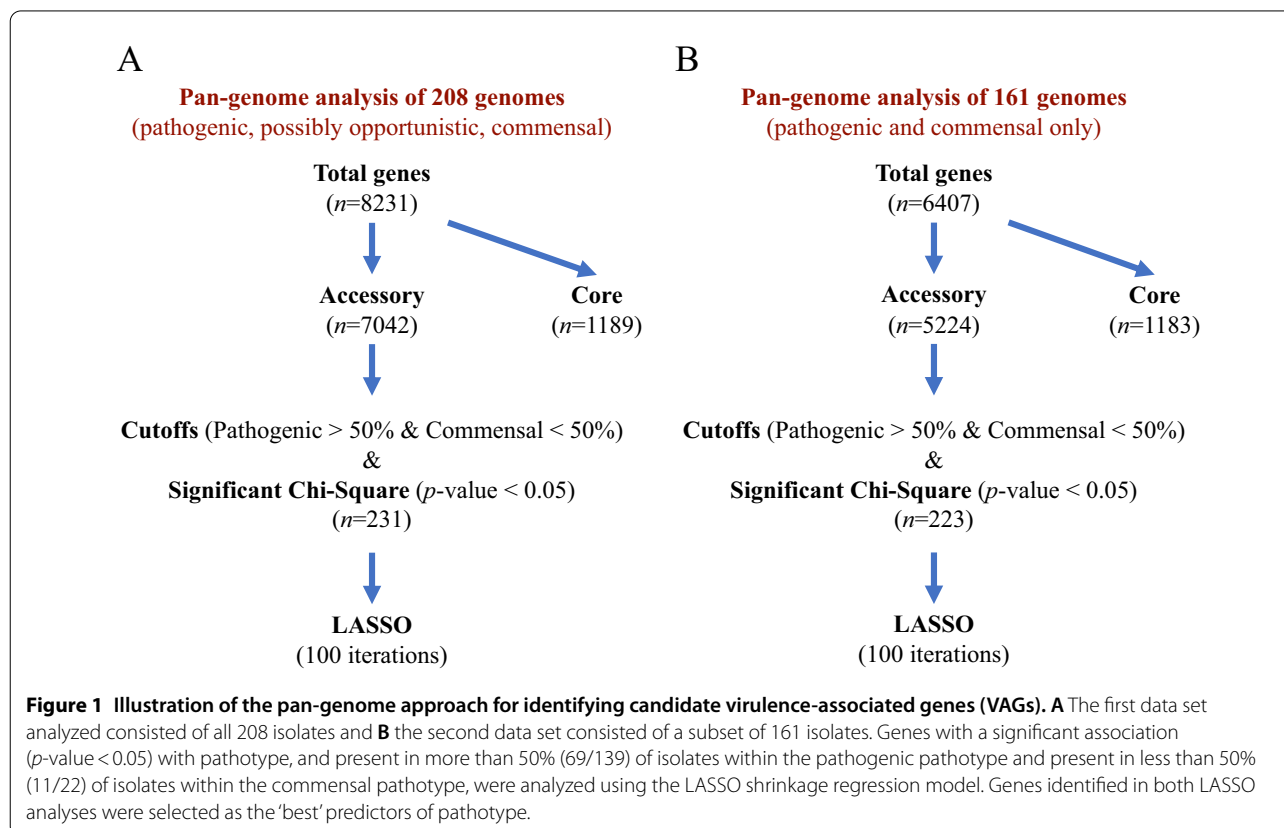 A
Pan-genome analysis of 208 genomes
(pathogenic, possibly opportunistic, commensal)
Total genes
(n=8231)
Accessory
(n=7042)
Core
(n=1189)
Cutoffs (Pathogenic > 50% & Commensal < 50%)
&
Significant Chi-Square (p-value < 0.05)
(n=231)
LASSO
(100 iterations)
B
Pan-genome analysis of 161 genomes
(pathogenic and commensal only)
Total genes
(n=6407)
Accessory
(n=5224)
Core
(n=1183)
Cutoffs (Pathogenic > 50% & Commensal < 50%)
&
Significant Chi-Square (p-value < 0.05)
(n=223)
LASSO
(100 iterations)
Figure 1 Illustration of the pan-genome approach for identifying candidate virulence-associated genes (VAGs). A The first data set
analyzed consisted of all 208 isolates and B the second data set consisted of a subset of 161 isolates. Genes with a significant association
(p-value < 0.05) with pathotype, and present in more than 50% (69/139) of isolates within the pathogenic pathotype and present in less than 50%
(11/22) of isolates within the commensal pathotype, were analyzed using the LASSO shrinkage regression model. Genes identified in both LASSO
analyses were selected as the ‘best’ predictors of pathotype.